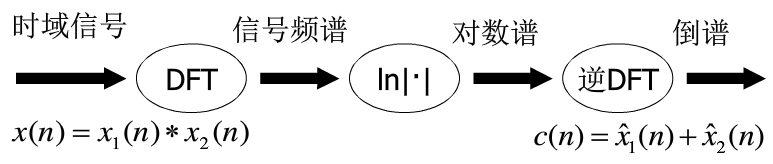 时域信号 信号频谱 对数谱 倒谱
DFT ln|·| 逆DFT
x(n) = x₁(n) * x₂(n) c(n) = x̂₁(n) + x̂₂(n)